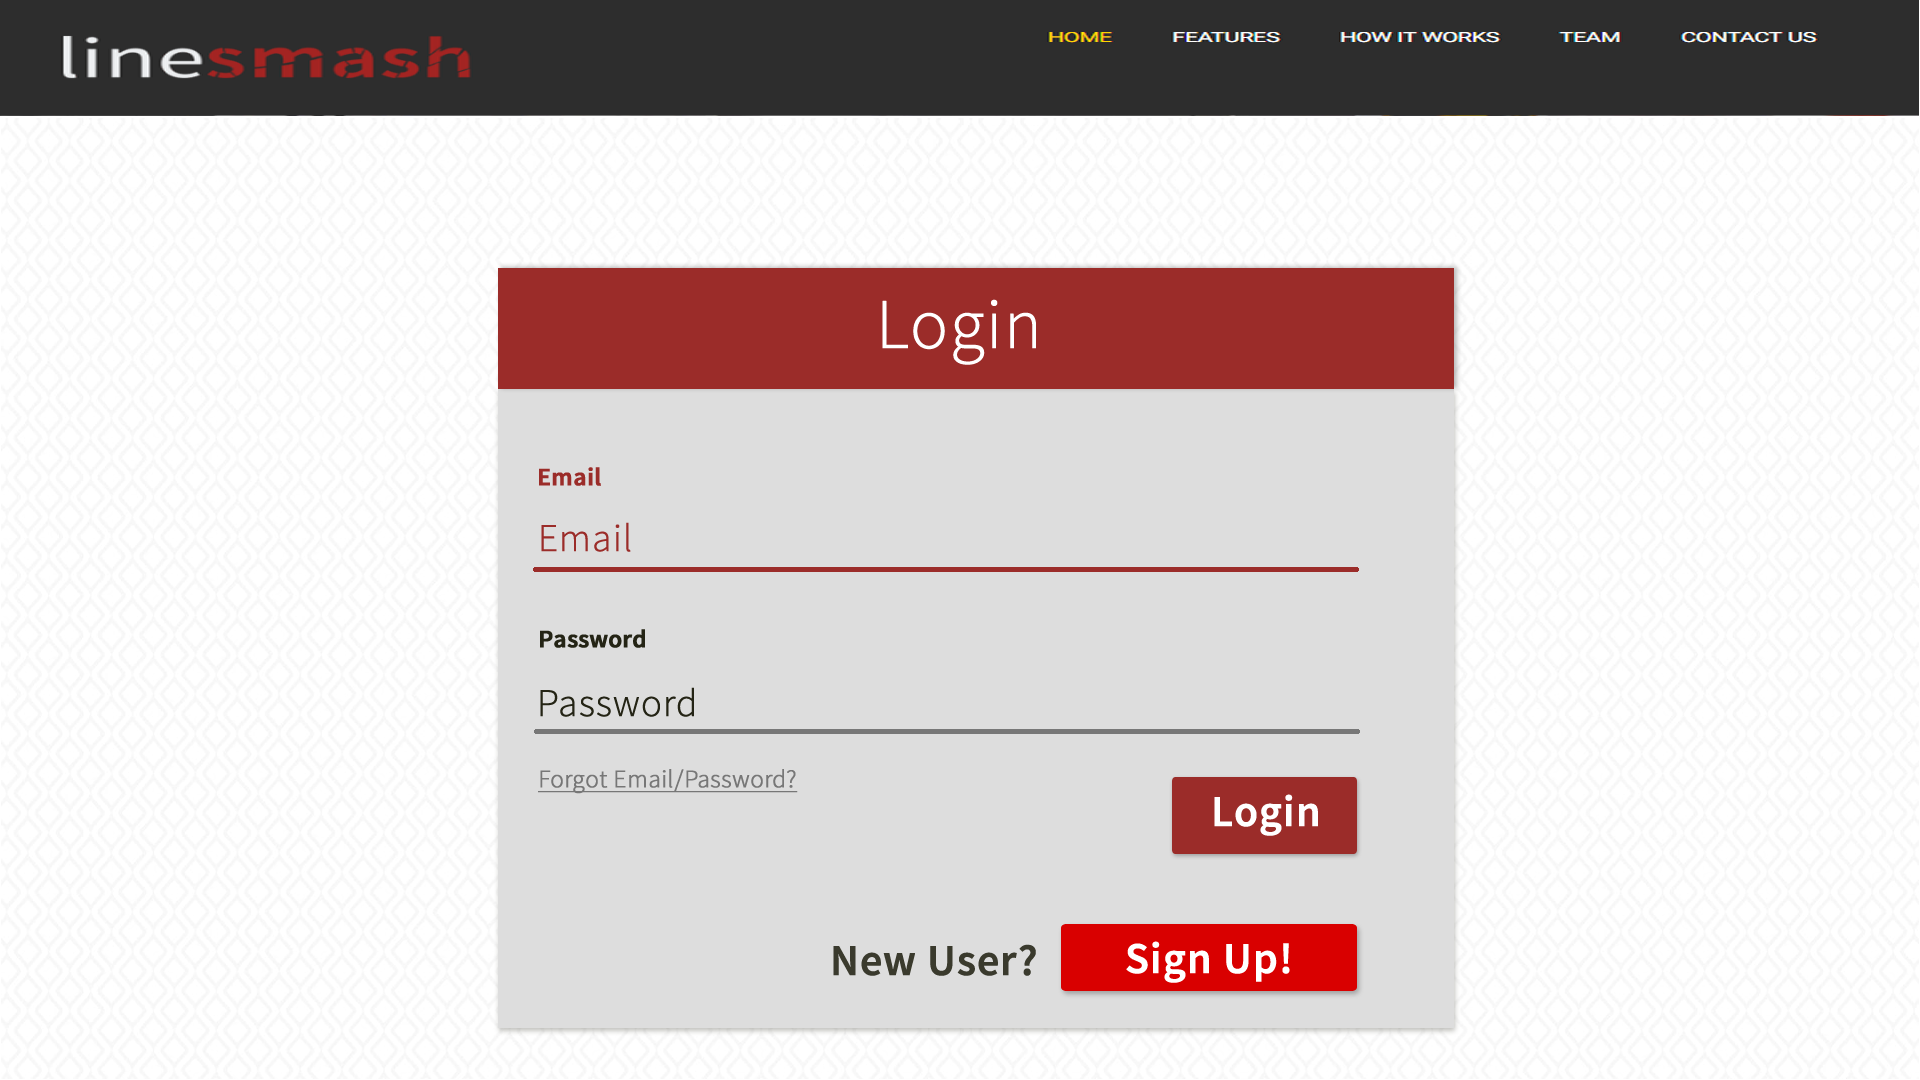 linesmash
HOME FEATURES HOW IT WORKS TEAM CONTACT US
Login
Email
Email
Password
Password
Forgot Email/Password?
Login
New User? Sign Up!